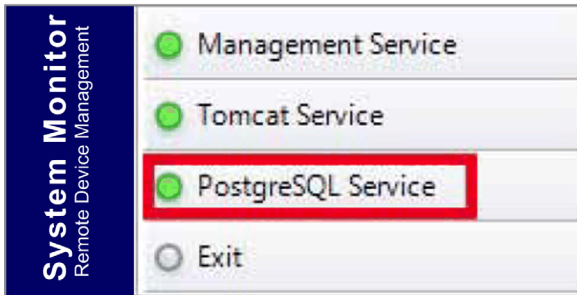 System Monitor
Remote Device Management
Management Service
Tomcat Service
PostgreSQL Service
Exit